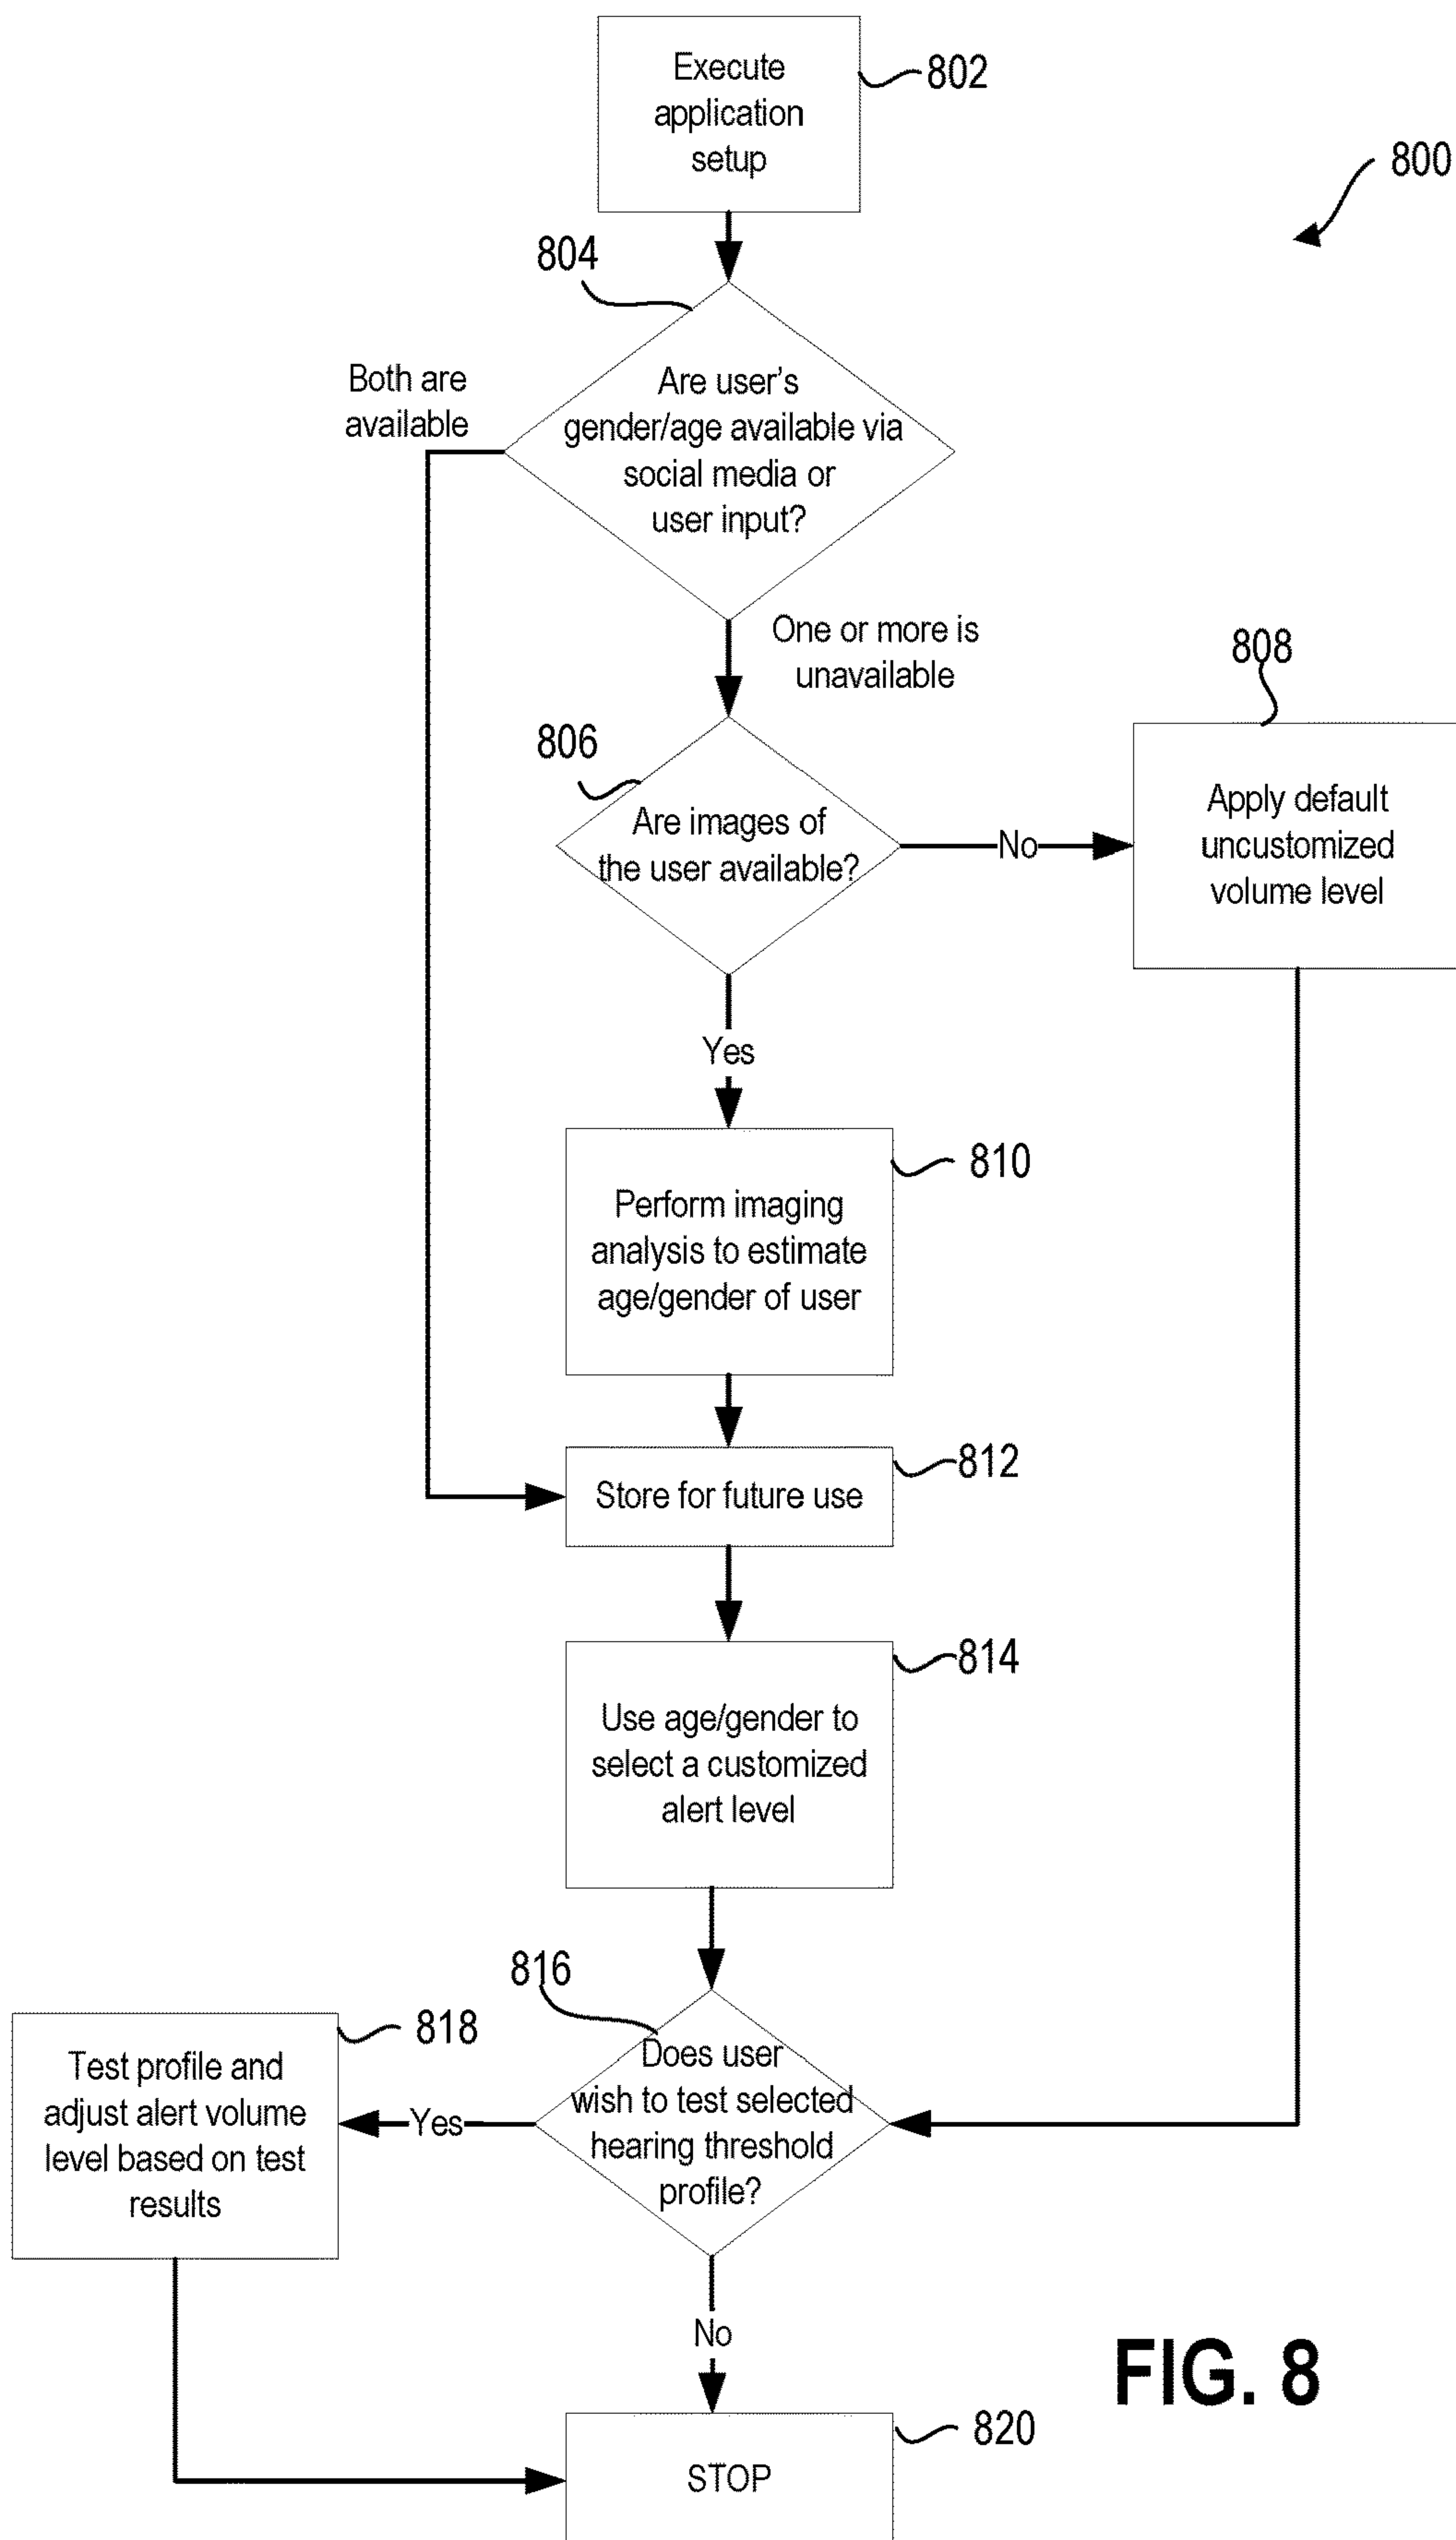 Execute
application
setup
802
800
804
Both are
available
Are user's
gender/age available via
social media or
user input?
One or more is
unavailable
808
806
Are images of
the user available?
No
Apply default
uncustomized
volume level
Yes
810
Perform imaging
analysis to estimate
age/gender of user
812
Store for future use
814
Use age/gender to
select a customized
alert level
816
818
Test profile and
adjust alert volume
level based on test
results
Yes
Does user
wish to test selected
hearing threshold
profile?
No
FIG. 8
820
STOP